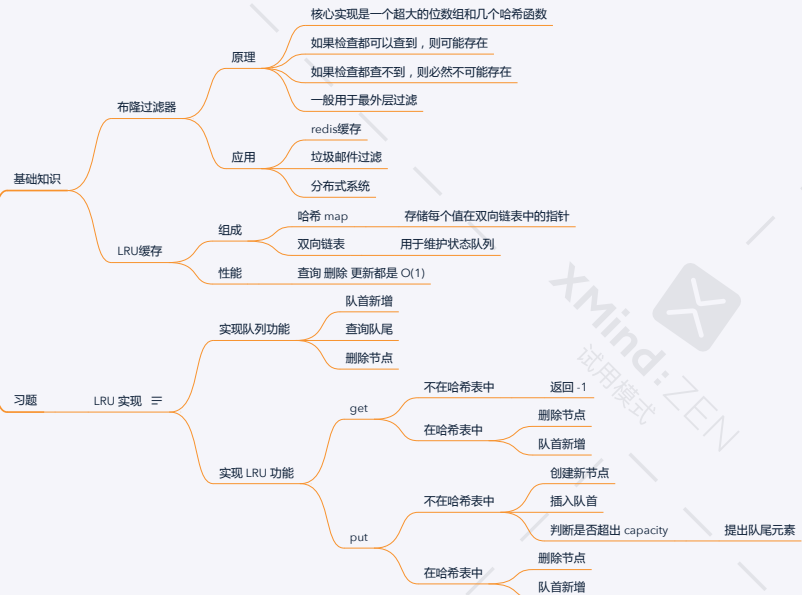 核心实现是一个超大的位数组和几个哈希函数
原理
如果检查都可以查到，则可能存在
如果检查都查不到，则必然不可能存在
一般用于最外层过滤
布隆过滤器
redis缓存
应用
垃圾邮件过滤
分布式系统
基础知识
哈希 map
存储每个值在双向链表中的指针
组成
双向链表
用于维护状态队列
LRU缓存
性能
查询 删除 更新都是 O(1)
队首新增
实现队列功能
查询队尾
删除节点
习题
LRU 实现
不在哈希表中
返回 -1
get
删除节点
在哈希表中
队首新增
实现 LRU 功能
创建新节点
不在哈希表中
插入队首
判断是否超出 capacity
提出队尾元素
put
删除节点
在哈希表中
队首新增
XMind:ZEN
试用模式